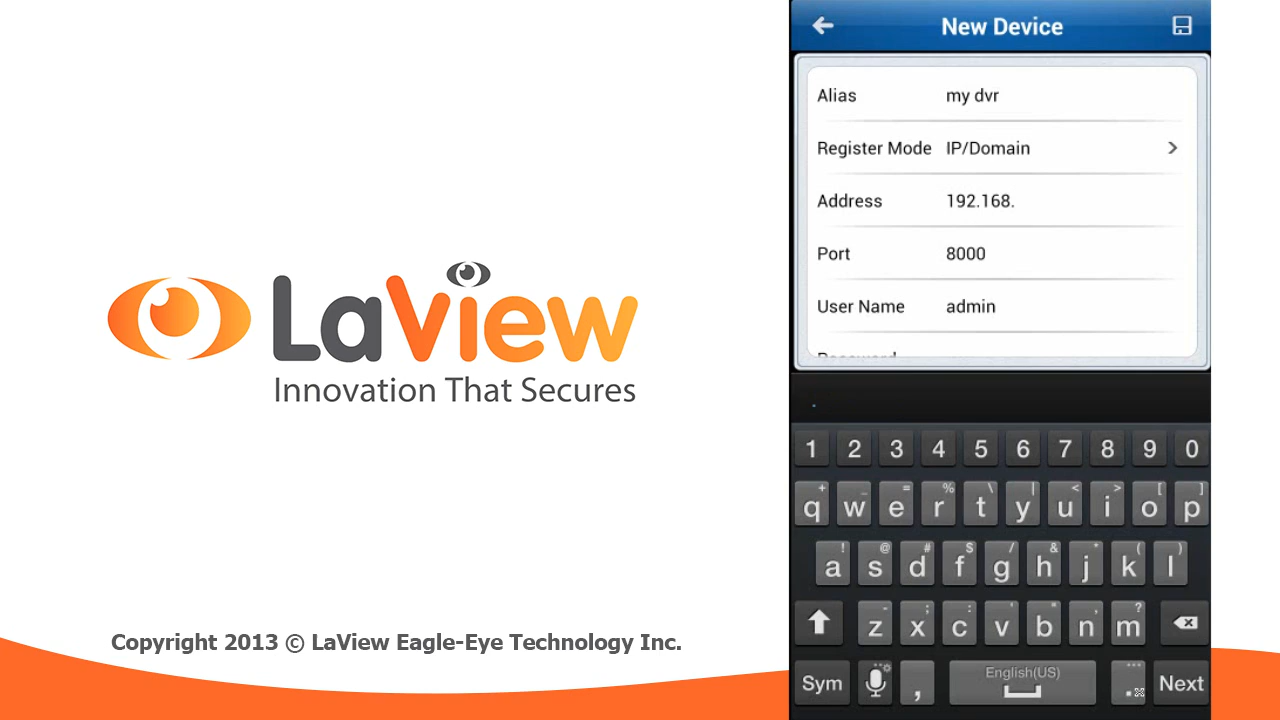 LaView
Innovation That Secures
Copyright 2013 © LaView Eagle-Eye Technology Inc.
New Device
Alias my dvr
Register Mode IP/Domain >
Address 192.168.
Port 8000
User Name admin
Password
.
1 2 3 4 5 6 7 8 9 0
+ _ = % \ | < > [ ]
q w e r t y u i o p
! @ # $ / & * ( )
a s d f g h j k l
- ; : ' " , ?
z x c v b n m
English(US)
Sym , . Next